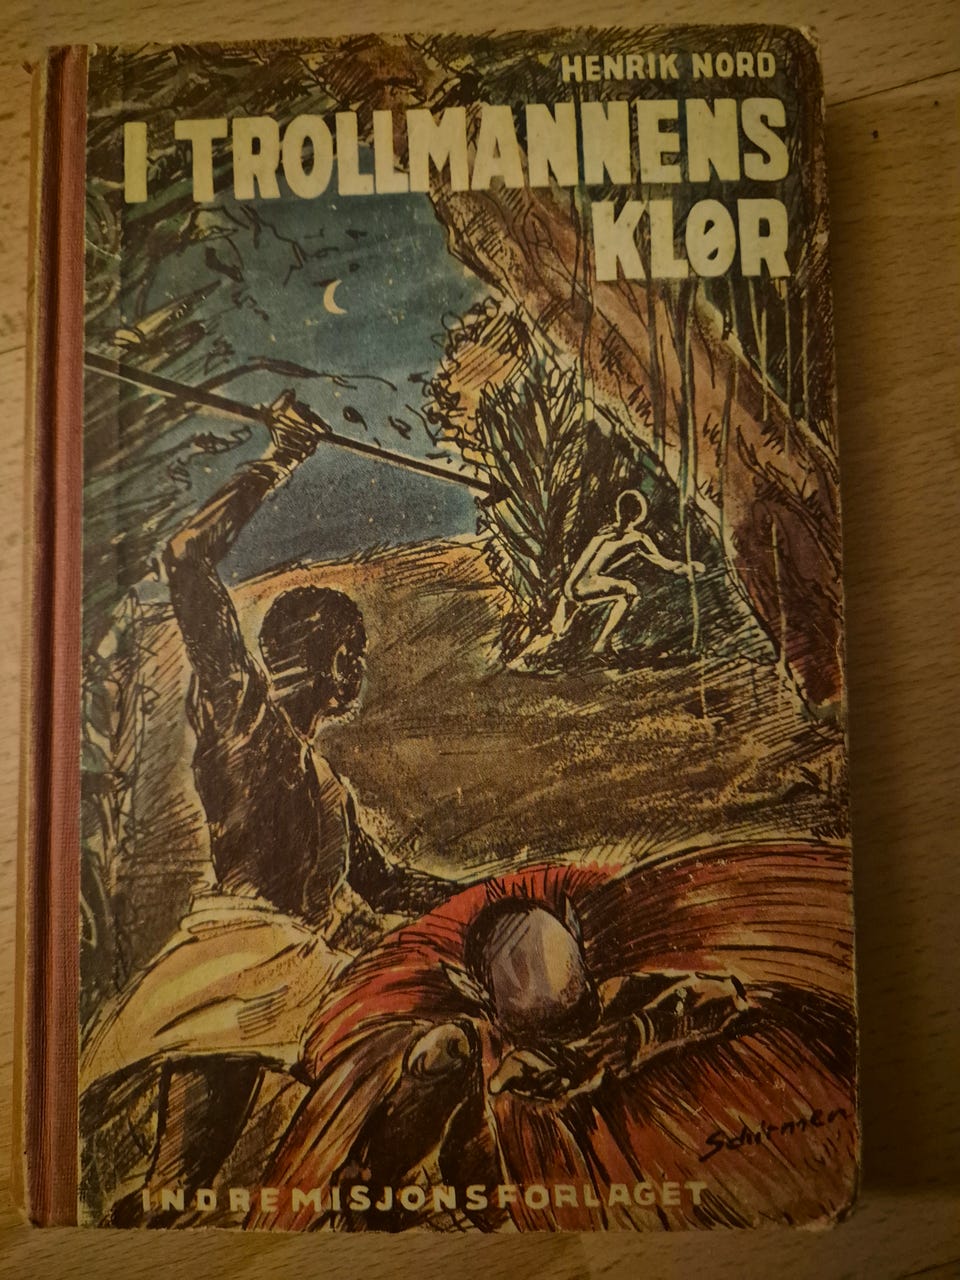 HENRIK NORD
I TROLLMANNENS
KLØR
Schirmer
INDREMISJONSFORLAGET